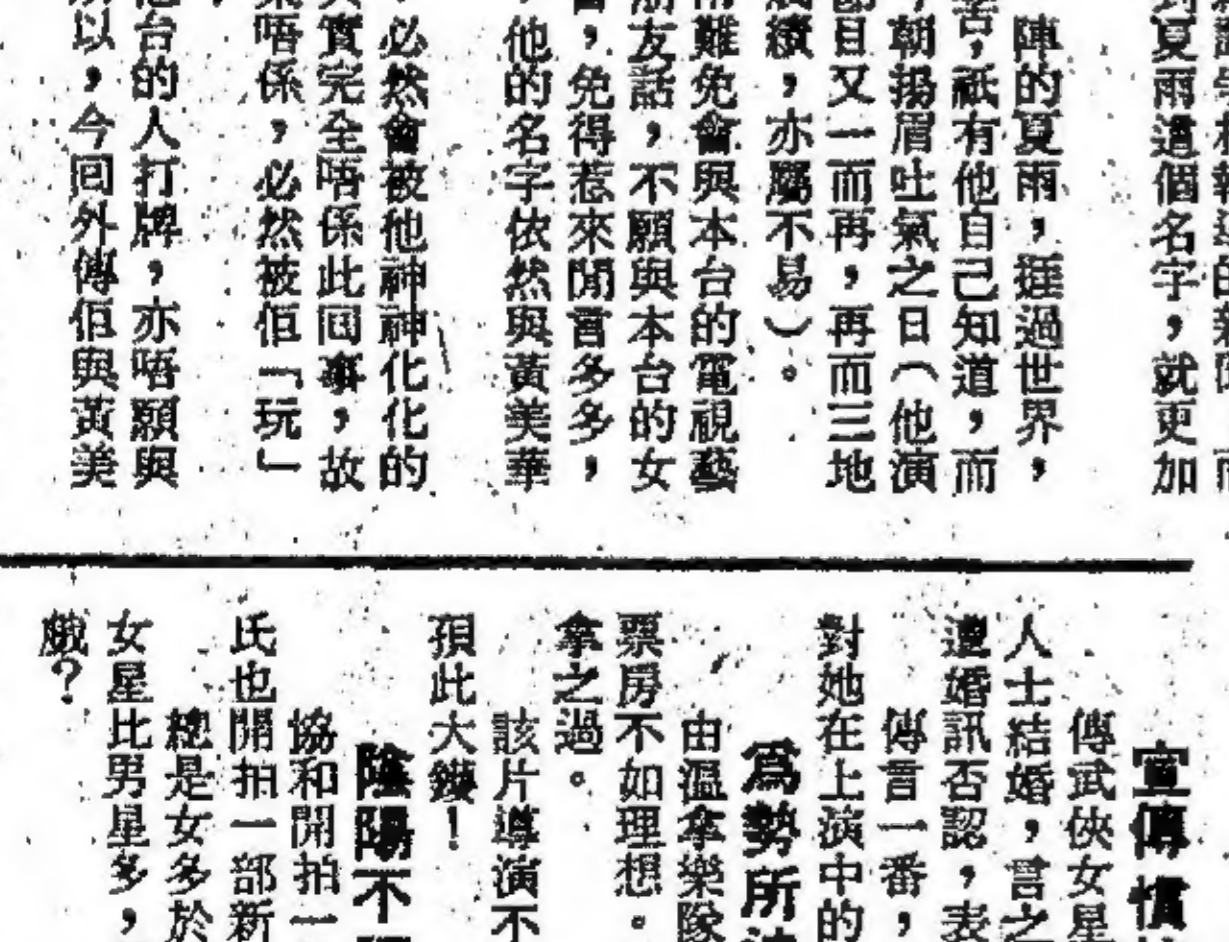 對夏雨這個名字，就更加
陣的夏雨，捱過世界，
苦，祇有他自己知道，而
朝揚眉吐氣之日（他演
節目又一而再，再而三地
績，亦屬不易）。
難免會與本台的電視藝
朋友話，不願與本台的女
，免得惹來閒言多多，
，他的名字依然與黃美華
，必然會被他神神化化的
其實完全唔係此回事，故
唔係，必然被佢「玩」
台的人打牌，亦唔願與
所以，今回外傳佢與黃美
宣傳慣
傳武俠女星
人士結婚，言之
遭婚訊否認，表
傳言一番，
對她在上演中的
為勢所
由溫拿樂隊
票房不如理想。
拿之過。
該片導演不
孭此大鑊！
陰陽不
協和開拍一
氏也開拍一部新
總是女多於
女星比男星多，
戲？